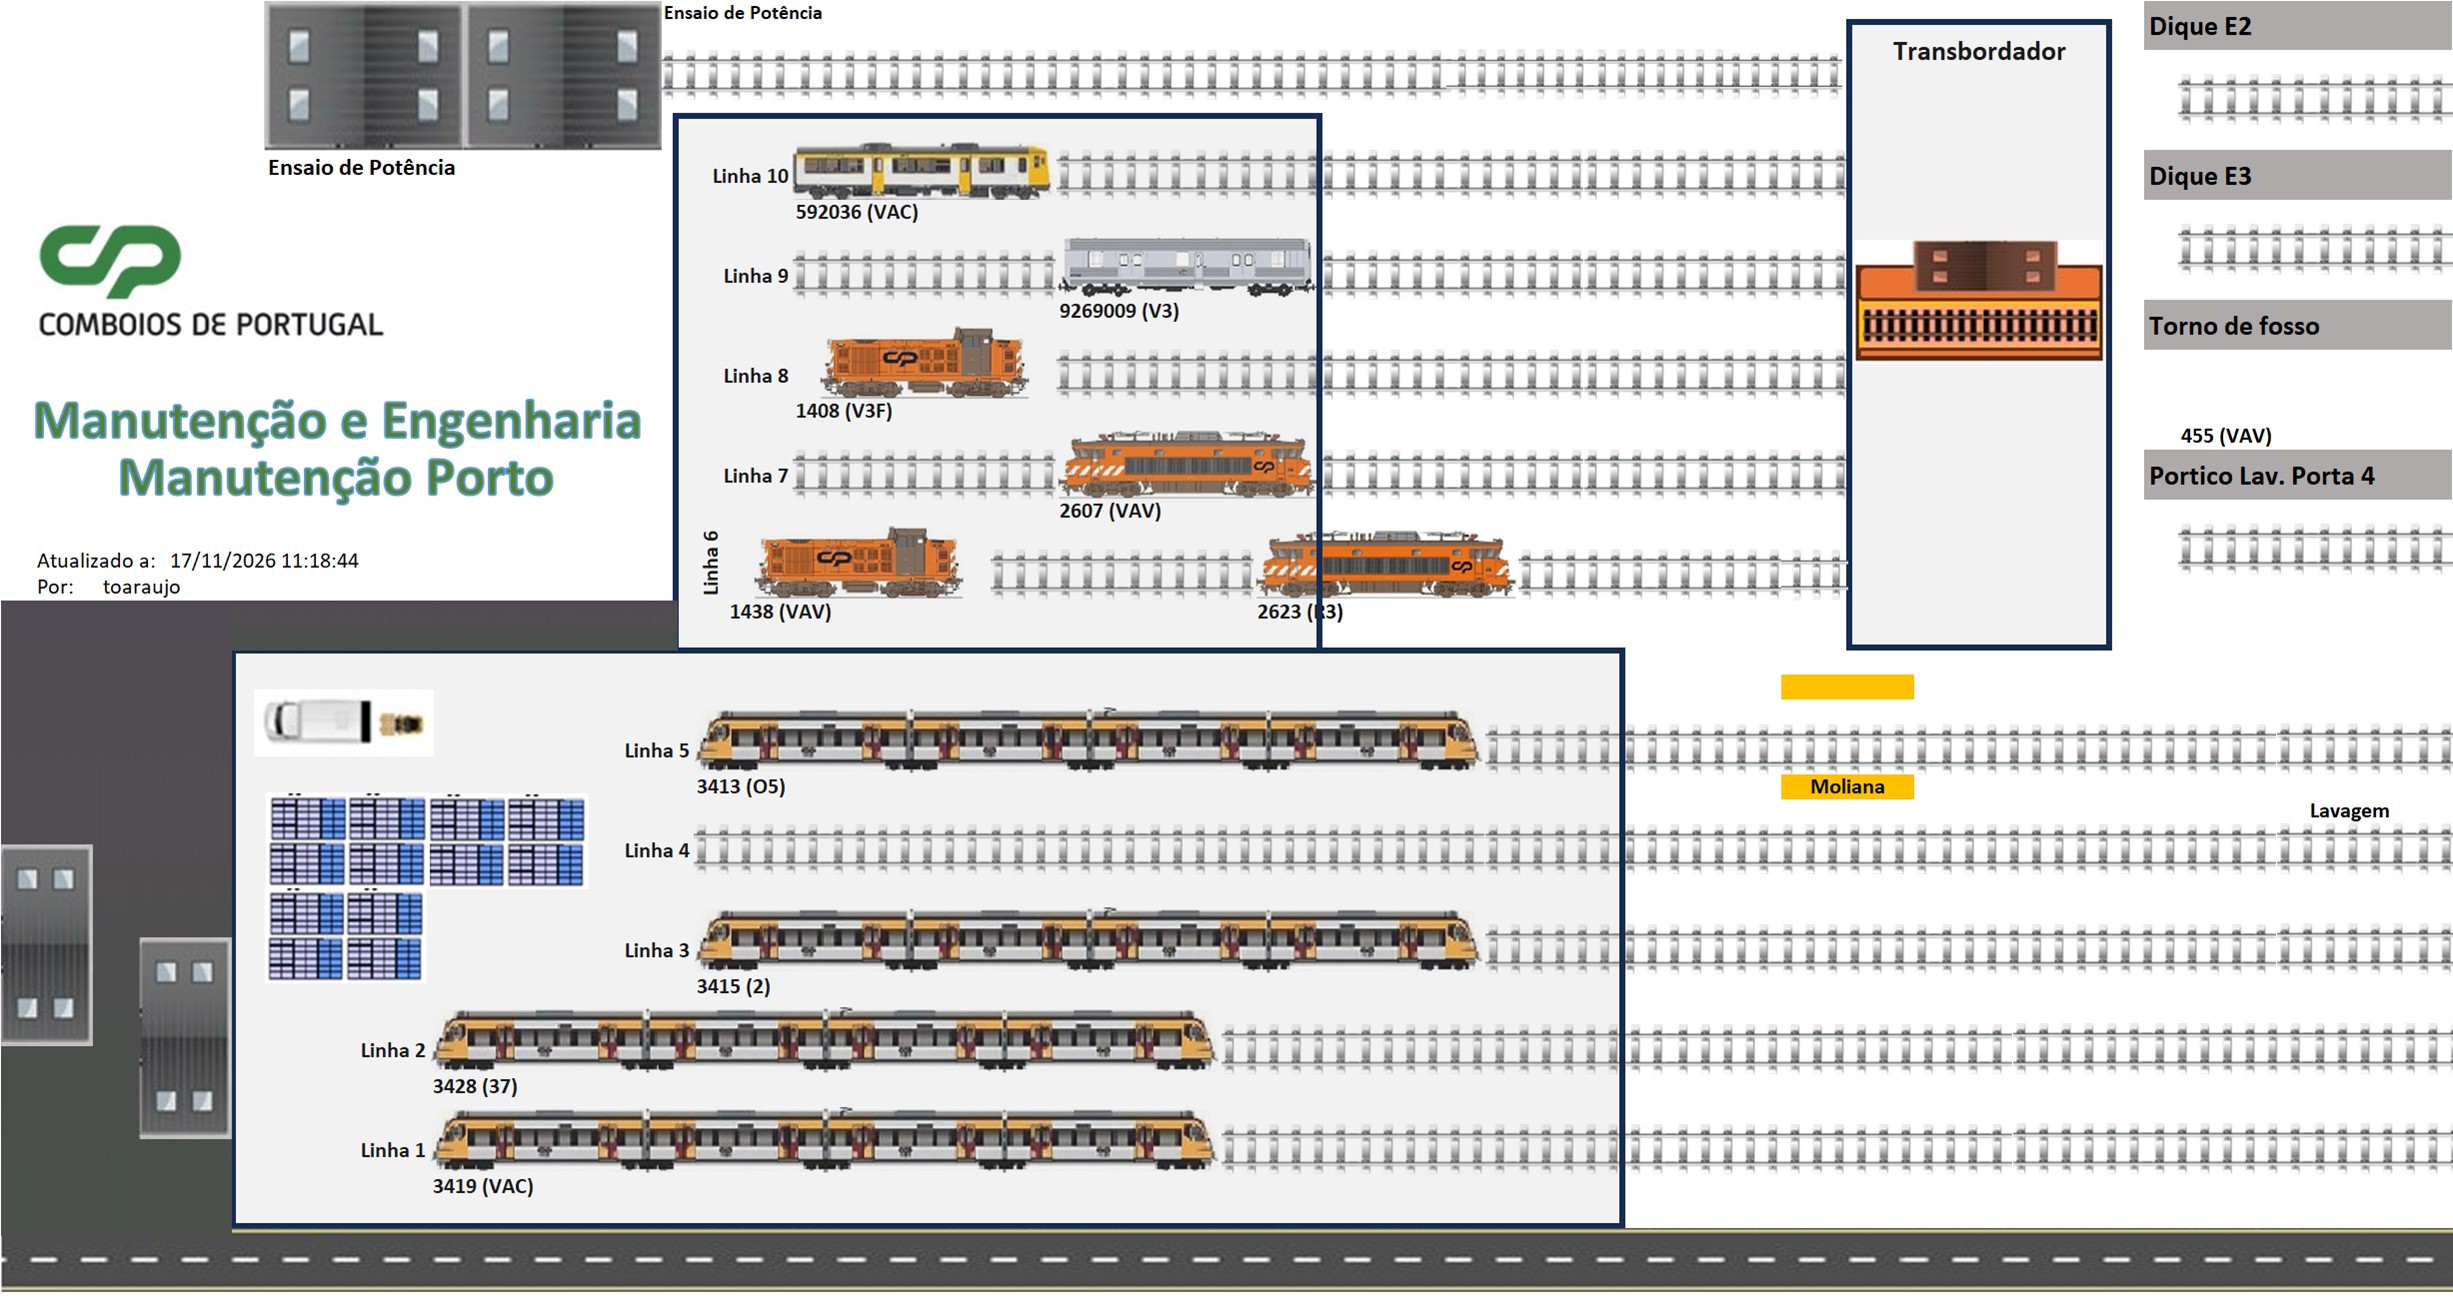 Ensaio de Potência
Dique E2
Transbordador
Ensaio de Potência
Linha 10
592036 (VAC)
Dique E3
Linha 9
9269009 (V3)
COMBOIOS DE PORTUGAL
Torno de fosso
Linha 8
1408 (V3F)
Manutenção e Engenharia
Manutenção Porto
455 (VAV)
Linha 7
2607 (VAV)
Portico Lav. Porta 4
Atualizado a: 17/11/2026 11:18:44
Por: toaraujo
Linha 6
1438 (VAV)
2623 (R3)
Linha 5
3413 (O5)
Moliana
Lavagem
Linha 4
Linha 3
3415 (2)
Linha 2
3428 (37)
Linha 1
3419 (VAC)